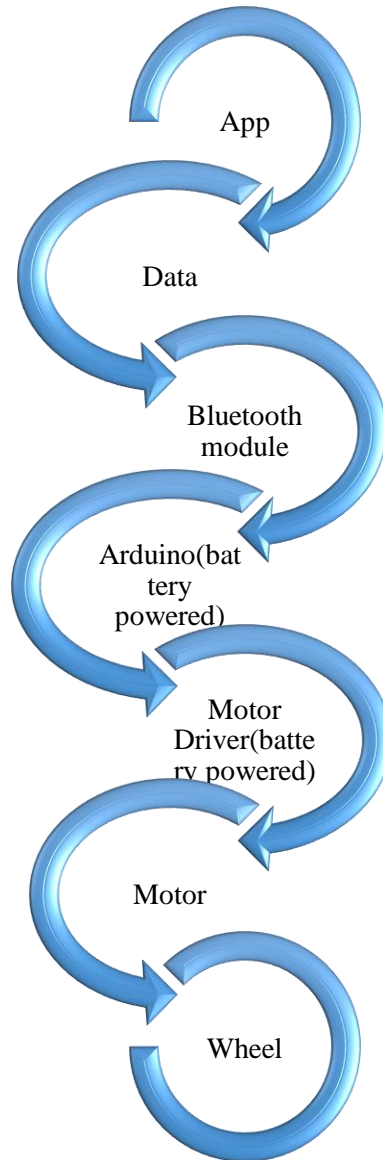 App
Data
Bluetooth
module
Arduino(bat
tery
powered)
Motor
Driver(batte
ry powered)
Motor
Wheel